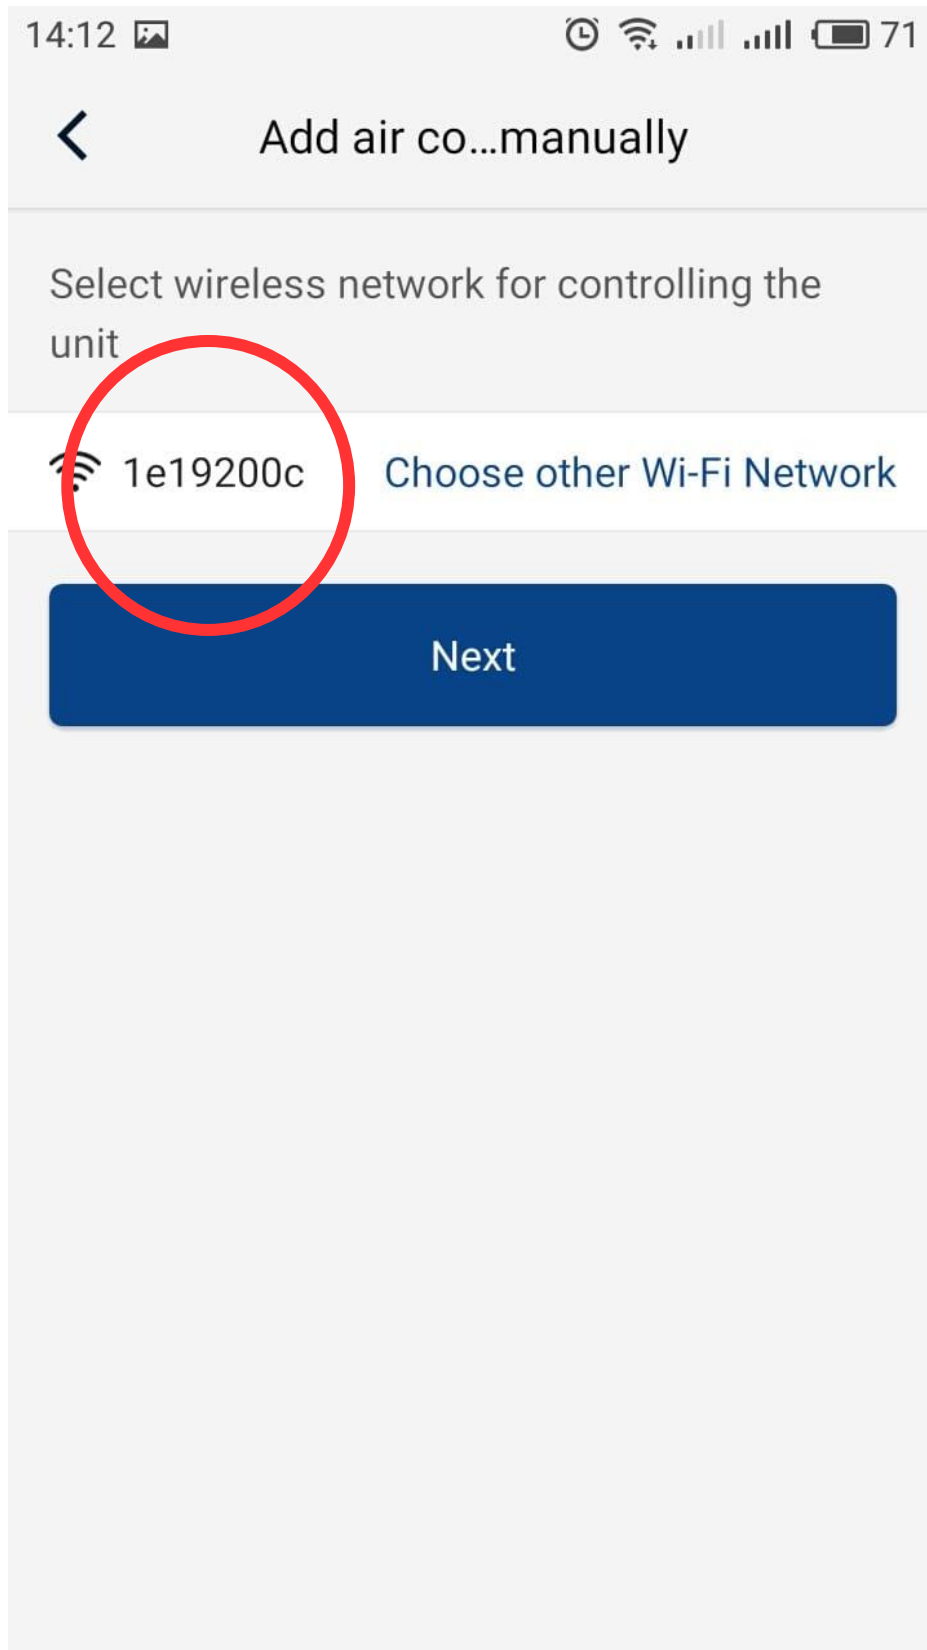 14:12 71
Add air co...manually
Select wireless network for controlling the
unit
1e19200c Choose other Wi-Fi Network
Next